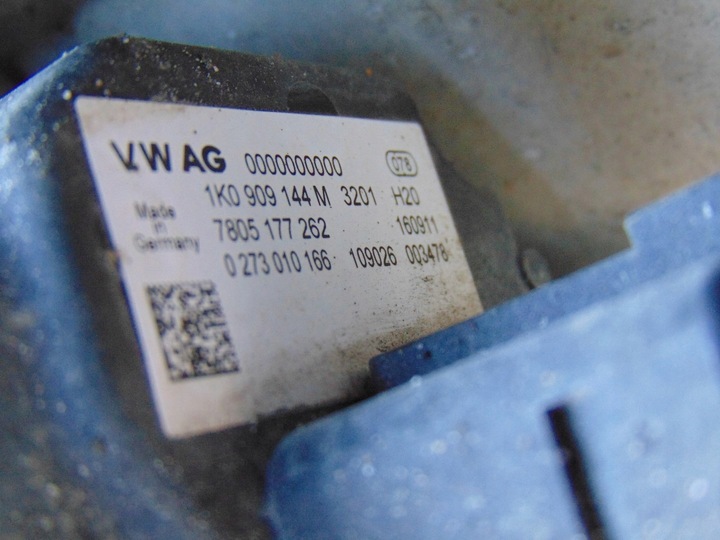 VW AG 0000000000 078
1K0 909 144 M 3201 H20
Made in Germany 7805 177 262 160911
0 273 010 166 109026 003478